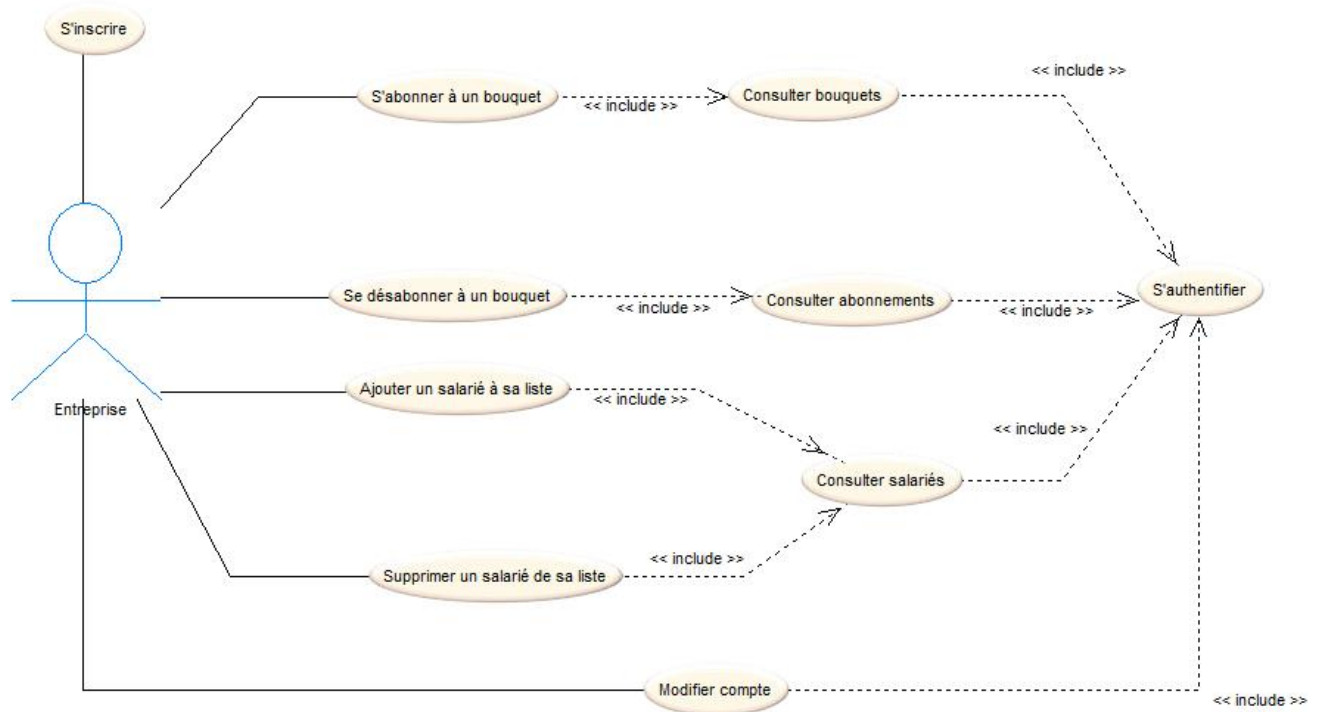 S'inscrire
<< include >>
S'abonner à un bouquet
<< include >>
Consulter bouquets
Se désabonner à un bouquet
<< include >>
Consulter abonnements
<< include >>
S'authentifier
Ajouter un salarié à sa liste
<< include >>
Entreprise
<< include >>
Consulter salariés
<< include >>
Supprimer un salarié de sa liste
Modifier compte
<< include >>